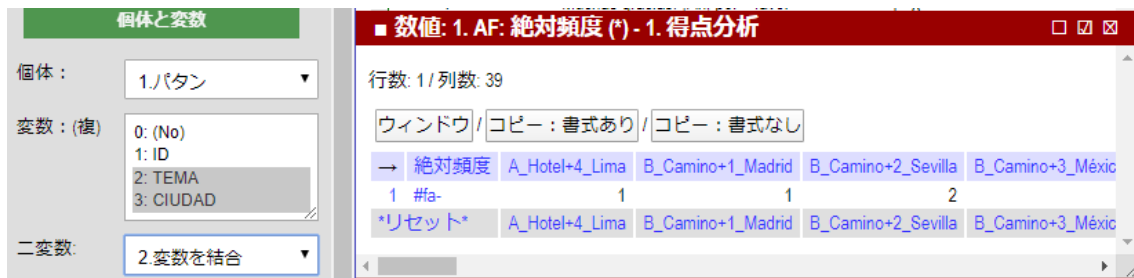 個体と変数
個体：
1.パタン
変数：(複)
0: (No)
1: ID
2: TEMA
3: CIUDAD
二変数:
2.変数を結合
■ 数値: 1. AF: 絶対頻度 (*) - 1. 得点分析
行数: 1 / 列数: 39
ウィンドウ / コピー：書式あり / コピー：書式なし
→ 絶対頻度 A_Hotel+4_Lima B_Camino+1_Madrid B_Camino+2_Sevilla B_Camino+3_Méxic
1 #fa- 1 1 2
*リセット* A_Hotel+4_Lima B_Camino+1_Madrid B_Camino+2_Sevilla B_Camino+3_Méxic